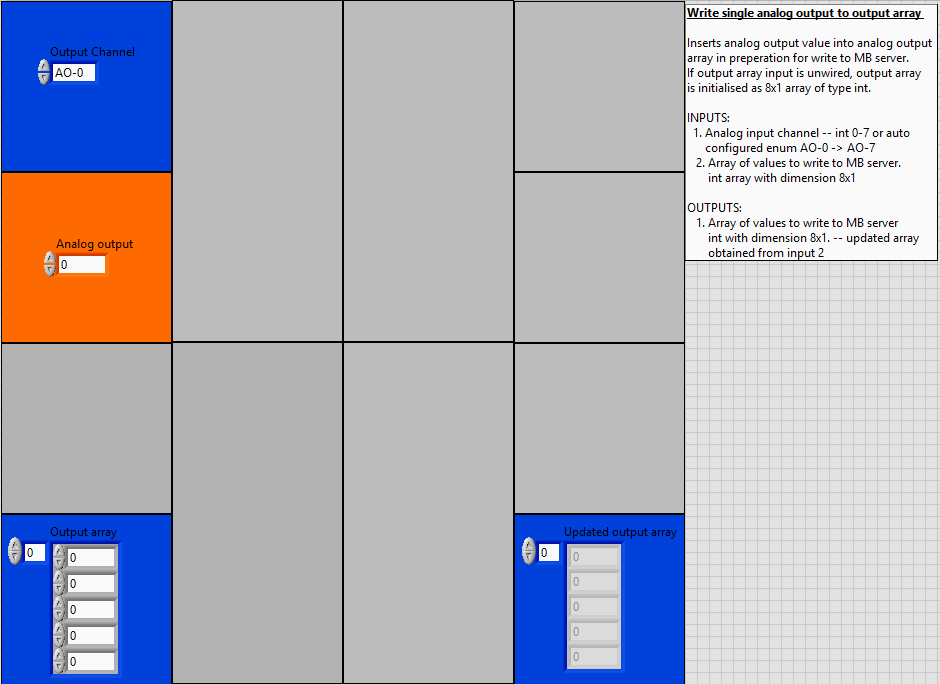 Output Channel
AO-0
Analog output
0
Output array
0
0
0
0
0
0
Updated output array
0
0
0
0
0
0
Write single analog output to output array
Inserts analog output value into analog output
array in preperation for write to MB server.
If output array input is unwired, output array
is initialised as 8x1 array of type int.
INPUTS:
1. Analog input channel -- int 0-7 or auto
configured enum AO-0 -> AO-7
2. Array of values to write to MB server.
int array with dimension 8x1
OUTPUTS:
1. Array of values to write to MB server
int with dimension 8x1. -- updated array
obtained from input 2